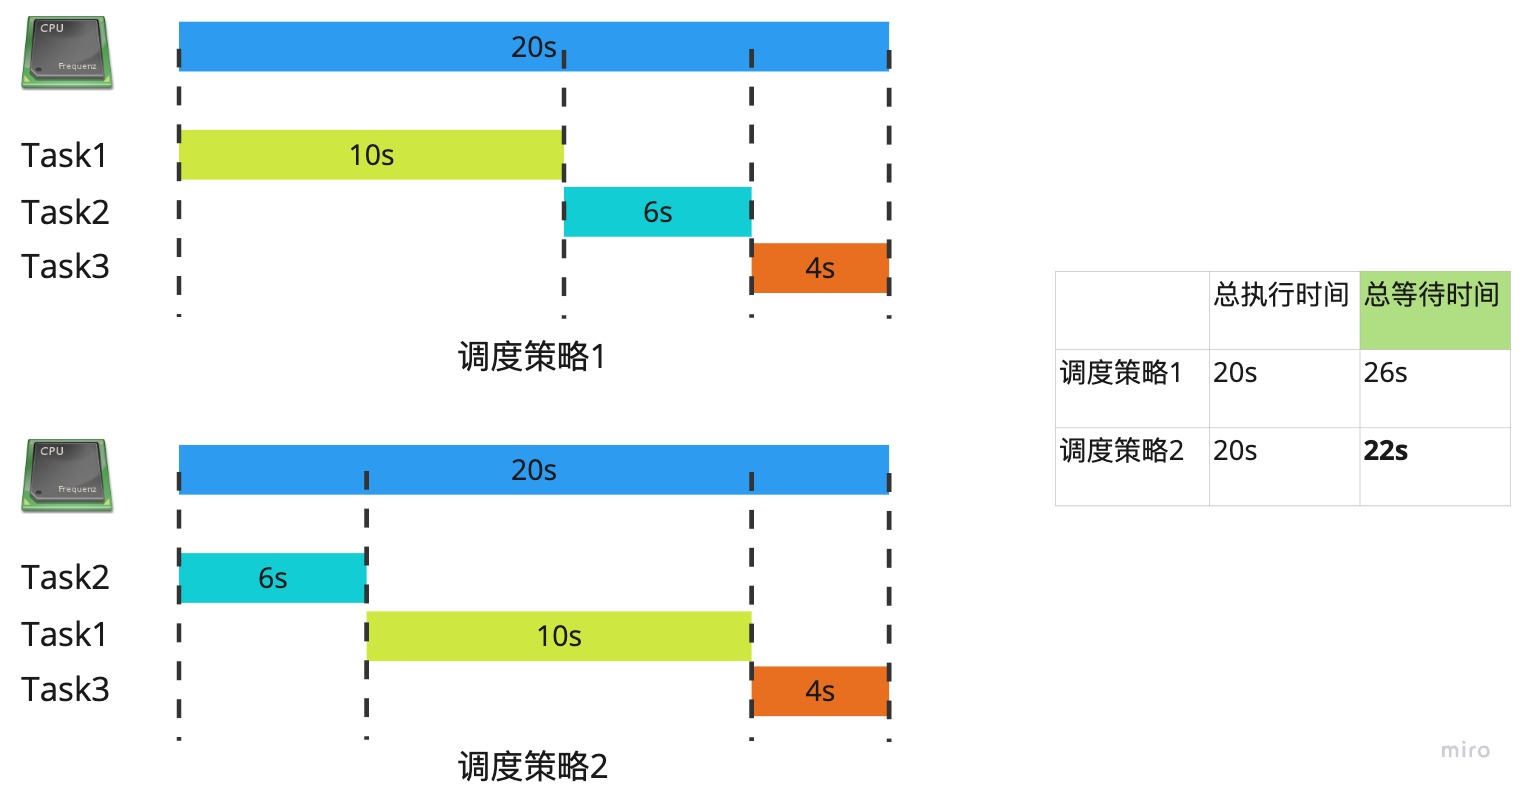 CPU
Frequenz
20s
Task1
10s
Task2
6s
Task3
4s
调度策略1
CPU
Frequenz
20s
Task2
6s
Task1
10s
Task3
4s
调度策略2
总执行时间 总等待时间
调度策略1 20s 26s
调度策略2 20s 22s
miro